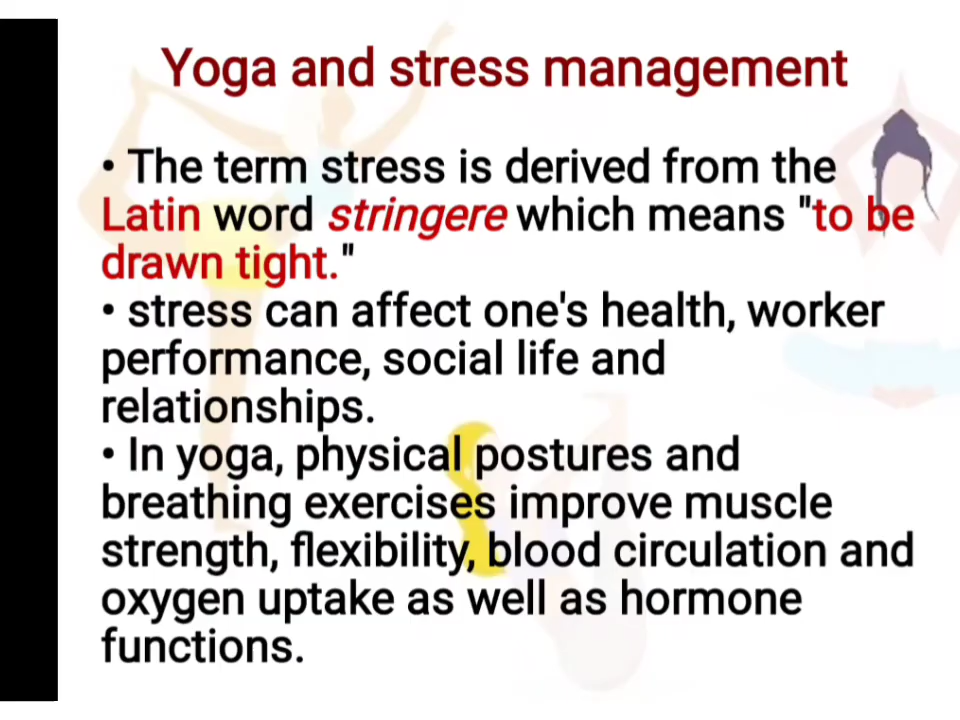 Yoga and stress management
• The term stress is derived from the
Latin word stringere which means "to be
drawn tight."
• stress can affect one's health, worker
performance, social life and
relationships.
• In yoga, physical postures and
breathing exercises improve muscle
strength, flexibility, blood circulation and
oxygen uptake as well as hormone
functions.